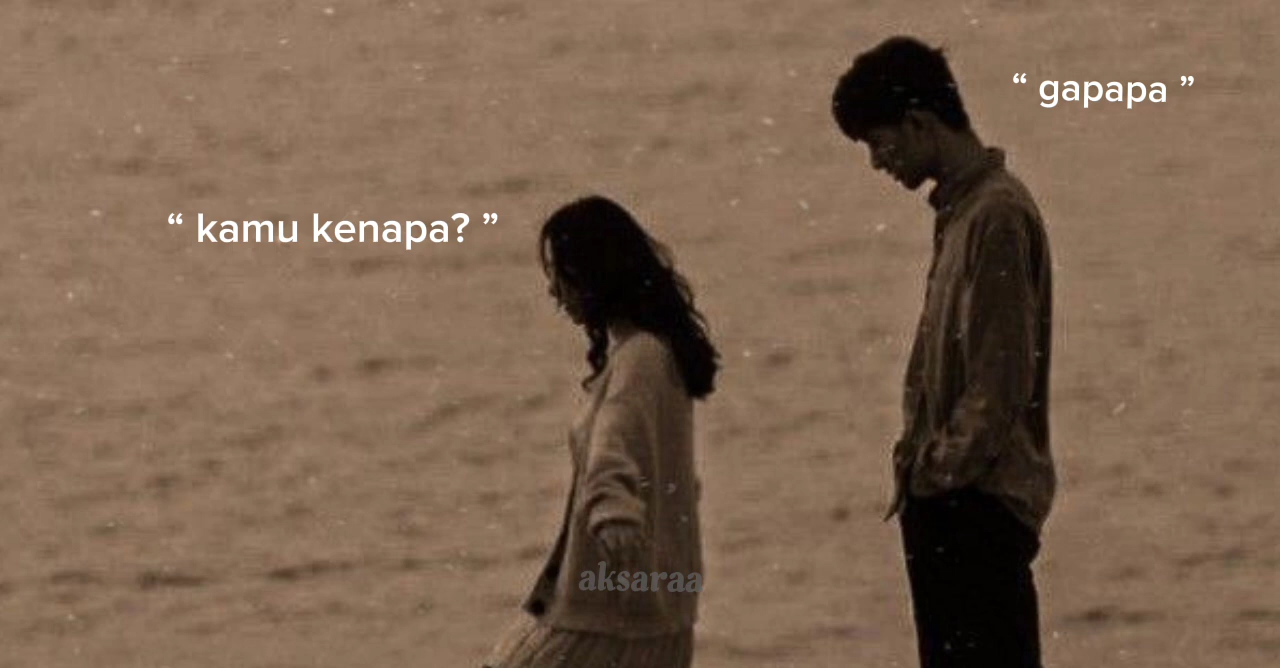 “ kamu kenapa? ”
“ gapapa ”
aksaraa